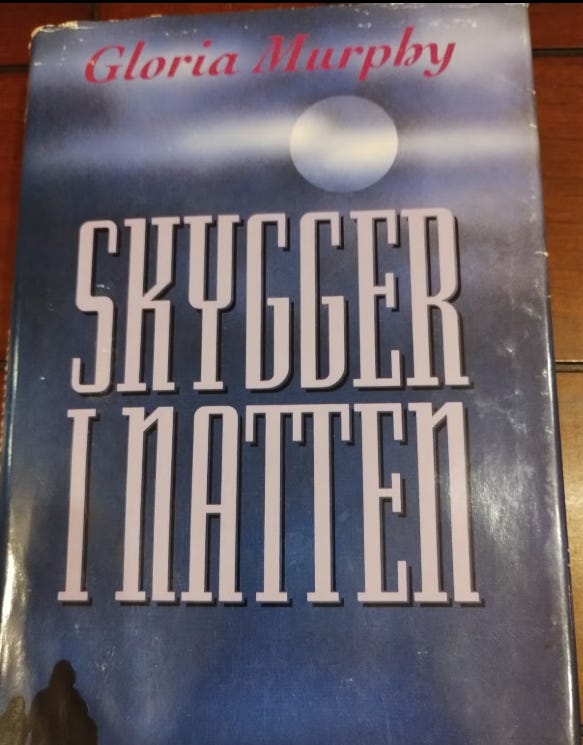 Gloria Murphy
SKYGGER
I NATTEN